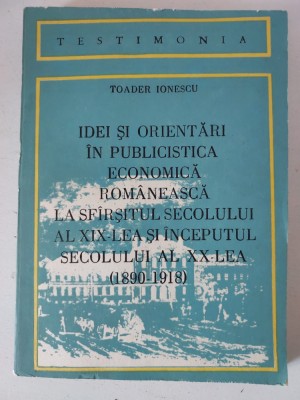 TESTIMONIA
TOADER IONESCU
IDEI ȘI ORIENTĂRI
ÎN PUBLICISTICA
ECONOMICĂ
ROMÂNEASCĂ
LA SFÎRȘITUL SECOLULUI
AL XIX-LEA ȘI ÎNCEPUTUL
SECOLULUI AL XX-LEA
(1890-1918)